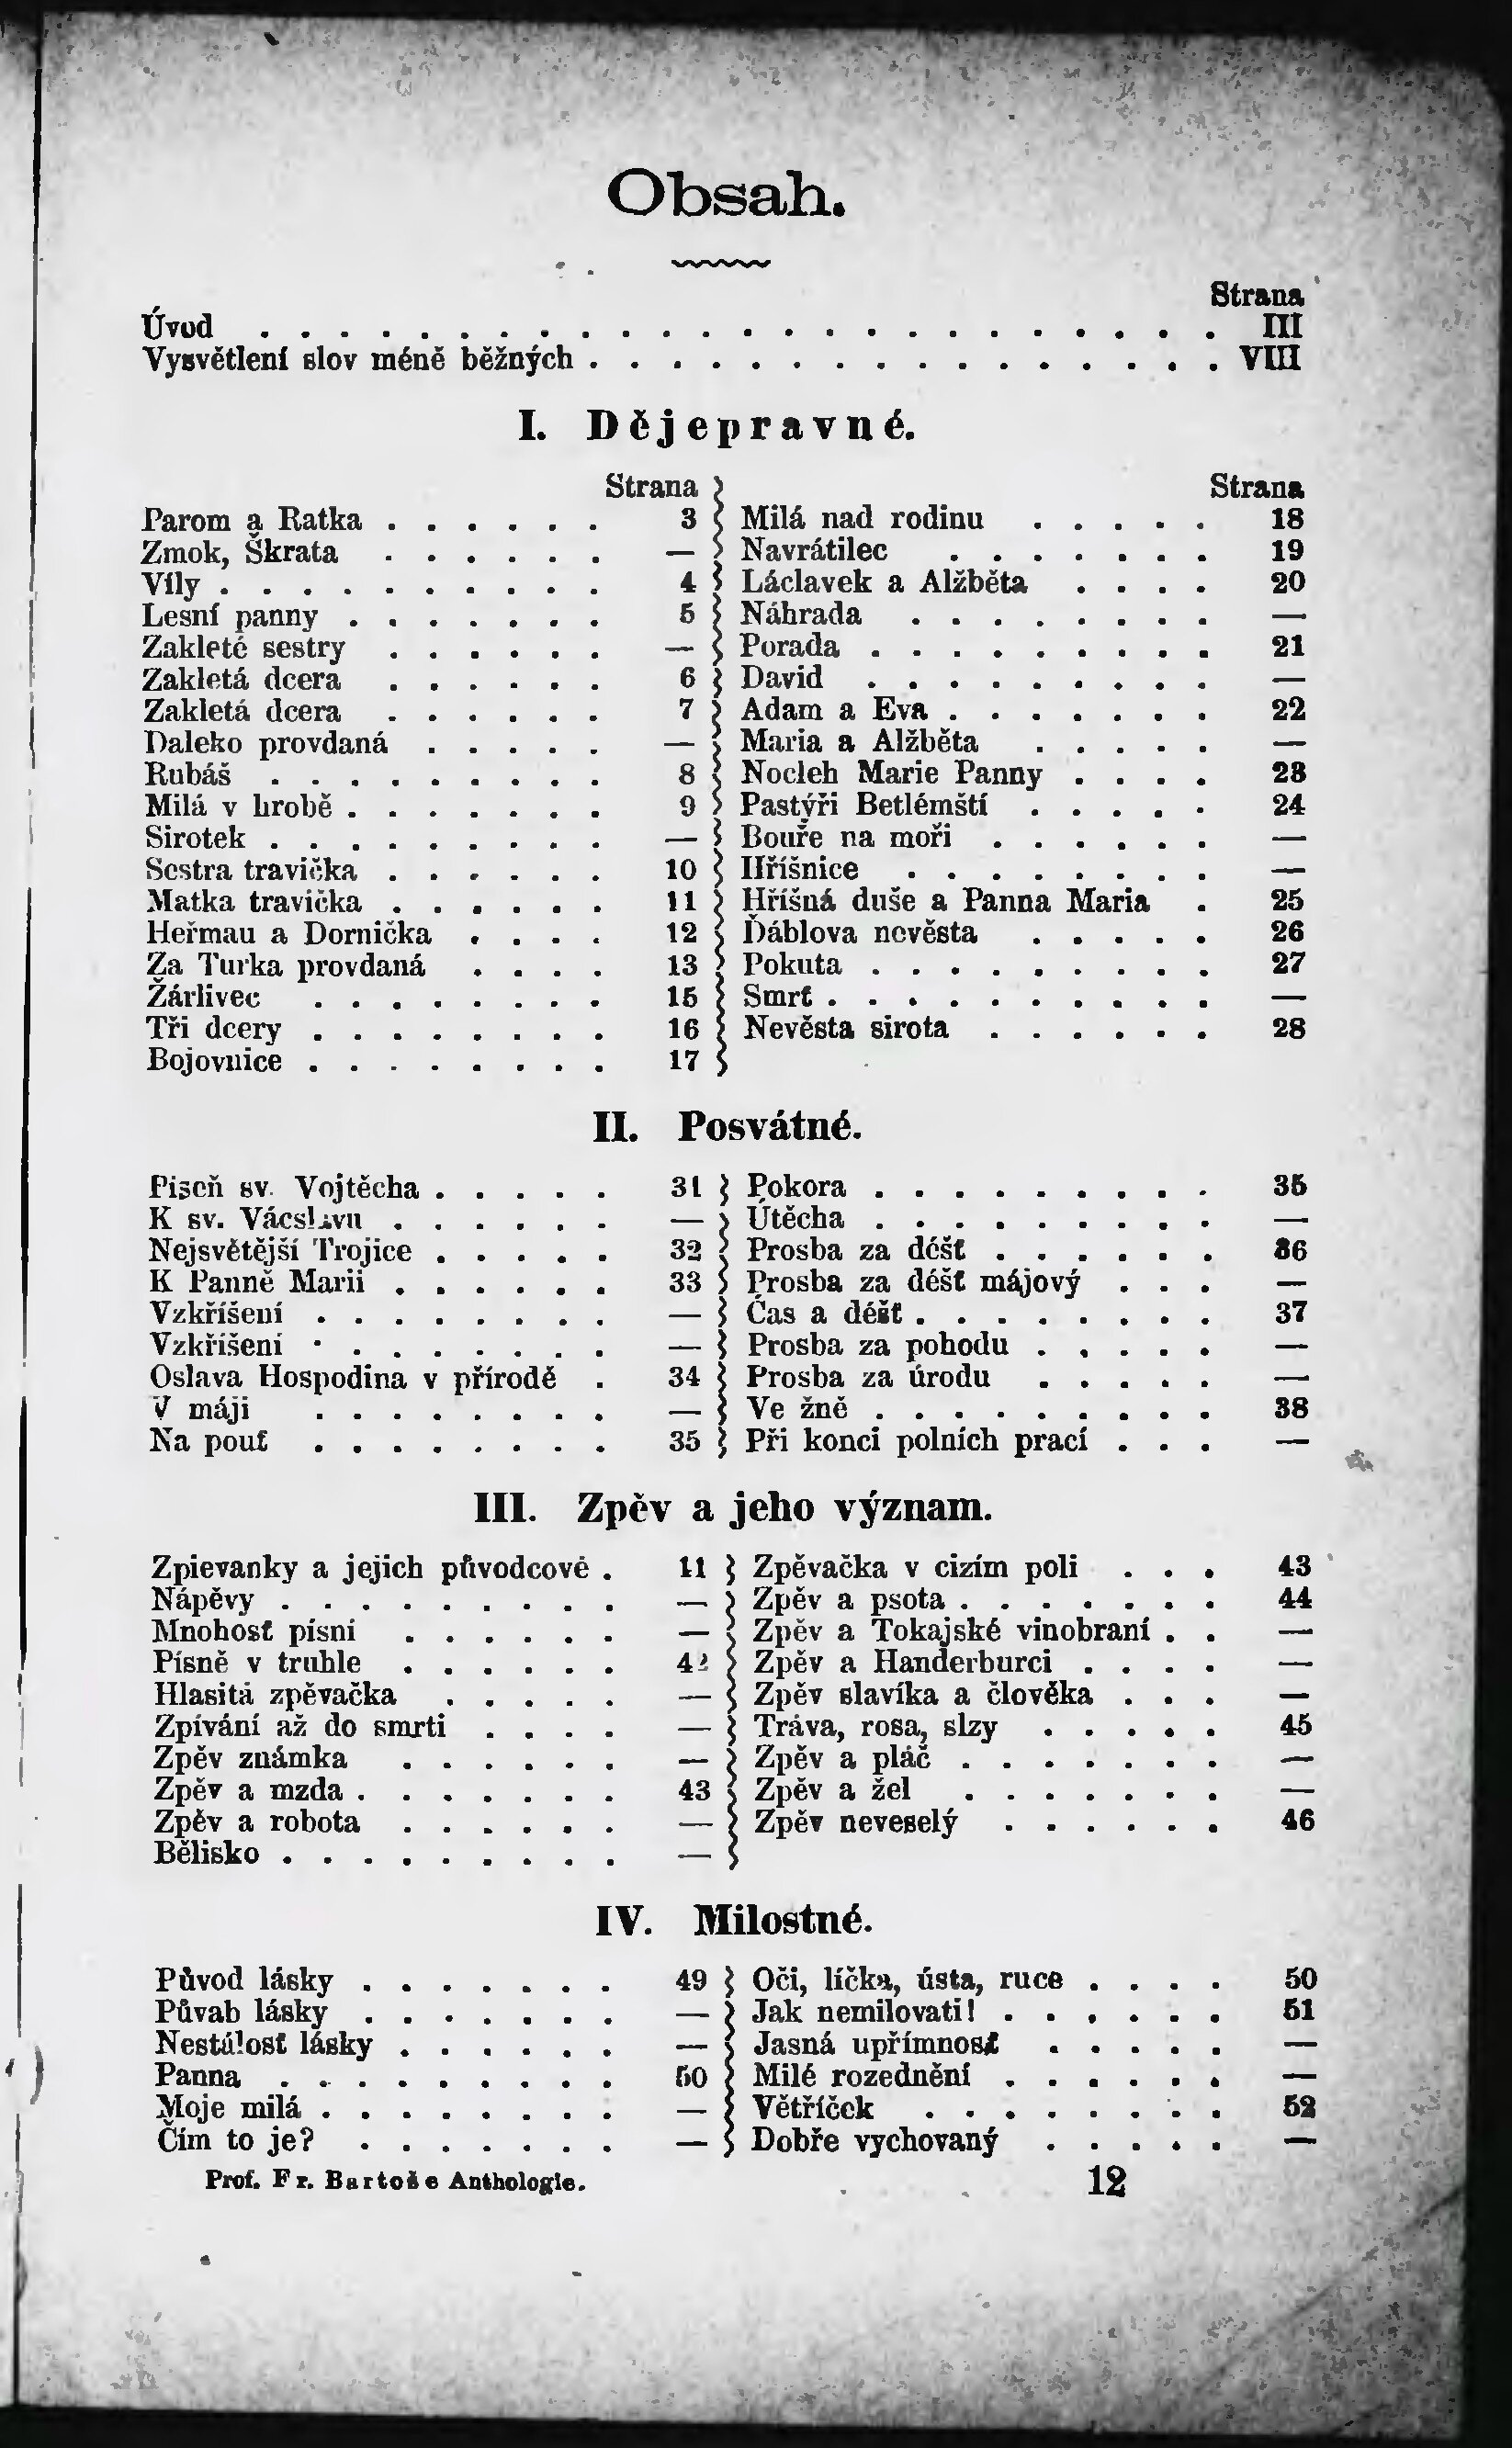 Obsah.
Strana
Úvod . . . . . . . . . . . . . . . . . . . . . . . . III
Vysvětlení slov méně běžných . . . . . . . . . . . . . . . . VIII
I. Dějepravné.
Strana
Parom a Ratka . . . . . . 3
Zmok, Škrata . . . . . . —
Víly . . . . . . . . . . 4
Lesní panny . . . . . . . 5
Zakleté sestry . . . . . . —
Zakletá dcera . . . . . . 6
Zakletá dcera . . . . . . 7
Daleko provdaná . . . . . —
Rubáš . . . . . . . . . 8
Milá v hrobě . . . . . . . 9
Sirotek . . . . . . . . . —
Sestra travička . . . . . . 10
Matka travička . . . . . . 11
Heřmau a Dornička . . . . 12
Za Turka provdaná . . . . 13
Žárlivec . . . . . . . . 15
Tři dcery . . . . . . . . 16
Bojovnice . . . . . . . . 17
Strana
Milá nad rodinu . . . . . 18
Navrátilec . . . . . . . 19
Láclavek a Alžběta . . . . 20
Náhrada . . . . . . . . —
Porada . . . . . . . . . 21
David . . . . . . . . . —
Adam a Eva . . . . . . . 22
Maria a Alžběta . . . . . —
Nocleh Marie Panny . . . . 23
Pastýři Betlémští . . . . . 24
Bouře na moři . . . . . . —
Hříšnice . . . . . . . . —
Hříšná duše a Panna Maria . 25
Ďáblova nevěsta . . . . . 26
Pokuta . . . . . . . . . 27
Smrť . . . . . . . . . . —
Nevěsta sirota . . . . . . 28
II. Posvátné.
Piseň sv. Vojtěcha . . . . . 31
K sv. Vácslavu . . . . . . —
Nejsvětější Trojice . . . . . 32
K Panně Marii . . . . . . 33
Vzkříšení . . . . . . . . —
Vzkříšení . . . . . . . . —
Oslava Hospodina v přírodě . 34
V máji . . . . . . . . —
Na pouť . . . . . . . . 35
Pokora . . . . . . . . . 35
Útěcha . . . . . . . . . —
Prosba za déšť . . . . . . 36
Prosba za déšť májový . . . —
Čas a déšť . . . . . . . . 37
Prosba za pohodu . . . . . —
Prosba za úrodu . . . . . —
Ve žně . . . . . . . . . 38
Při konci polních prací . . . —
III. Zpěv a jeho význam.
Zpievanky a jejich původcové . 41
Nápěvy . . . . . . . . . —
Mnohosť písní . . . . . . —
Písně v truhle . . . . . . 42
Hlasitá zpěvačka . . . . . —
Zpívání až do smrti . . . . —
Zpěv známka . . . . . . —
Zpěv a mzda . . . . . . . 43
Zpěv a robota . . . . . . —
Bělisko . . . . . . . . . —
Zpěvačka v cizím poli . . . 43
Zpěv a psota . . . . . . . 44
Zpěv a Tokajské vinobraní . . —
Zpěv a Handerburci . . . . —
Zpěv slavíka a člověka . . . —
Tráva, rosa, slzy . . . . . 45
Zpěv a pláč . . . . . . . —
Zpěv a žel . . . . . . . —
Zpěv neveselý . . . . . . 46
IV. Milostné.
Původ lásky . . . . . . . 49
Půvab lásky . . . . . . . —
Nestálosť lásky . . . . . . —
Panna . . . . . . . . . 50
Moje milá . . . . . . . . —
Čím to je? . . . . . . . —
Oči, líčka, ústa, ruce . . . . 50
Jak nemilovati! . . . . . . 51
Jasná upřímnosť . . . . . —
Milé rozednění . . . . . . —
Větříček . . . . . . . . 52
Dobře vychovaný . . . . . —
Prof. Fr. Bartoše Anthologie. 12